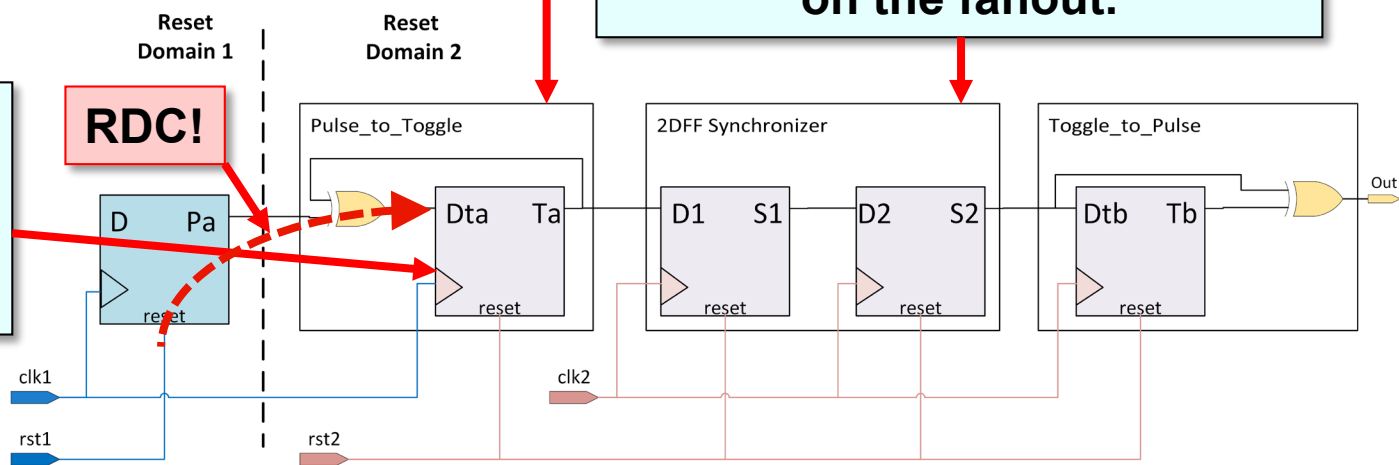 on the fanout.
Reset
Domain 1
Reset
Domain 2
RDC!
Pulse_to_Toggle
2DFF Synchronizer
Toggle_to_Pulse
Out
D Pa
Dta Ta
D1 S1
D2 S2
Dtb Tb
reset
reset
reset
reset
reset
clk1
clk2
rst1
rst2